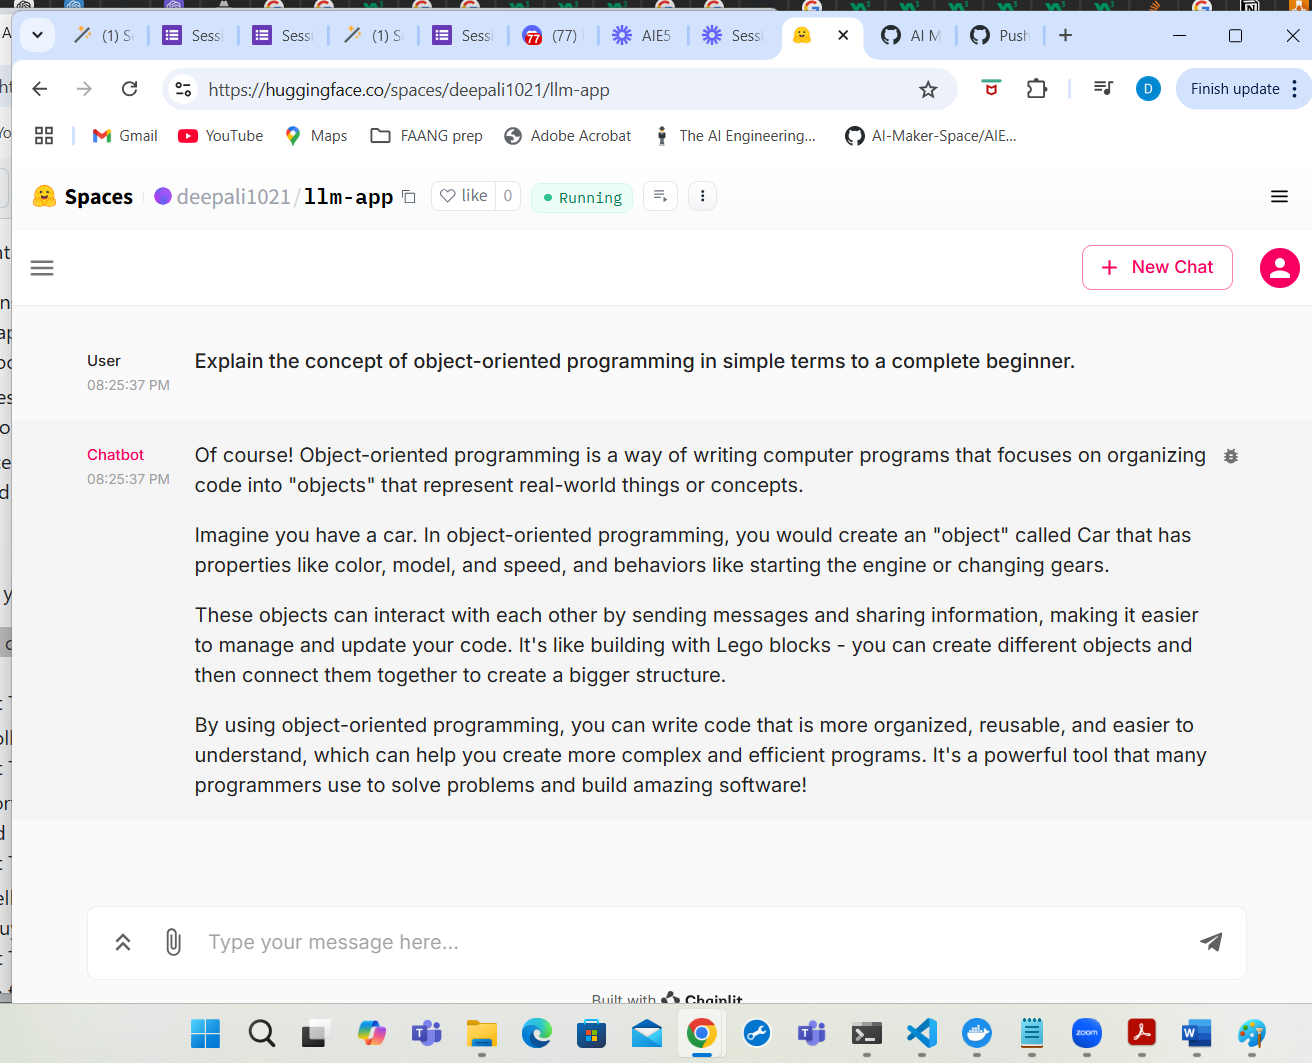 (1) S
Sessi
Sessi
(1) S
Sessi
77
(77)
AIE5
Sessi
AI M
Push
https://huggingface.co/spaces/deepali1021/llm-app
D
Finish update
Gmail
YouTube
Maps
FAANG prep
Adobe Acrobat
The AI Engineering...
AI-Maker-Space/AIE...
Spaces
deepali1021/llm-app
like
0
Running
+ New Chat
User
08:25:37 PM
Explain the concept of object-oriented programming in simple terms to a complete beginner.
Chatbot
08:25:37 PM
Of course! Object-oriented programming is a way of writing computer programs that focuses on organizing
code into "objects" that represent real-world things or concepts.
Imagine you have a car. In object-oriented programming, you would create an "object" called Car that has
properties like color, model, and speed, and behaviors like starting the engine or changing gears.
These objects can interact with each other by sending messages and sharing information, making it easier
to manage and update your code. It's like building with Lego blocks - you can create different objects and
then connect them together to create a bigger structure.
By using object-oriented programming, you can write code that is more organized, reusable, and easier to
understand, which can help you create more complex and efficient programs. It's a powerful tool that many
programmers use to solve problems and build amazing software!
Type your message here...
Built with Chainlit
zoom